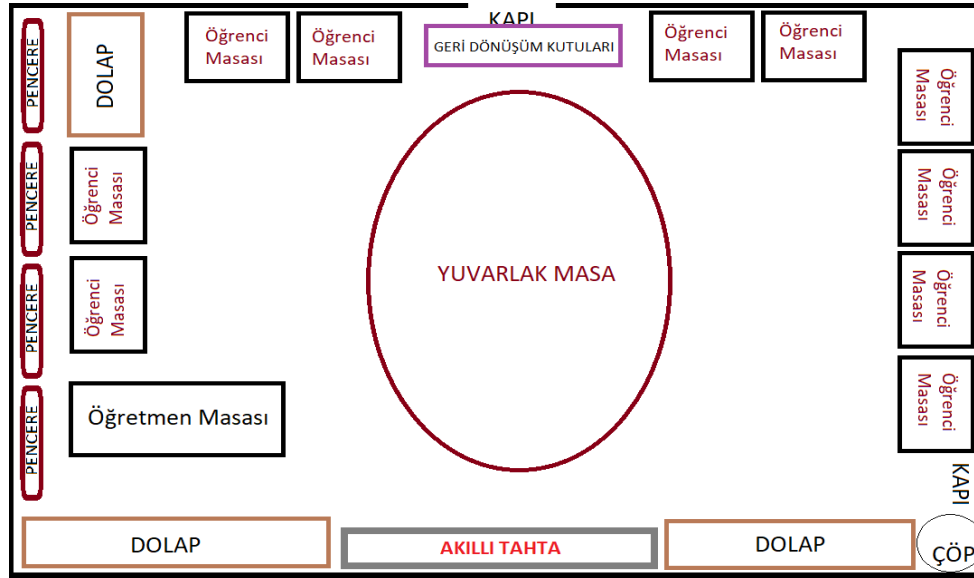 KAPI
PENCERE
DOLAP
Öğrenci
Masası
Öğrenci
Masası
GERİ DÖNÜŞÜM KUTULARI
Öğrenci
Masası
Öğrenci
Masası
Öğrenci
Masası
PENCERE
Öğrenci
Masası
Öğrenci
Masası
PENCERE
Öğrenci
Masası
YUVARLAK MASA
Öğrenci
Masası
PENCERE
Öğretmen Masası
Öğrenci
Masası
KAPI
DOLAP
AKILLI TAHTA
DOLAP
ÇÖP